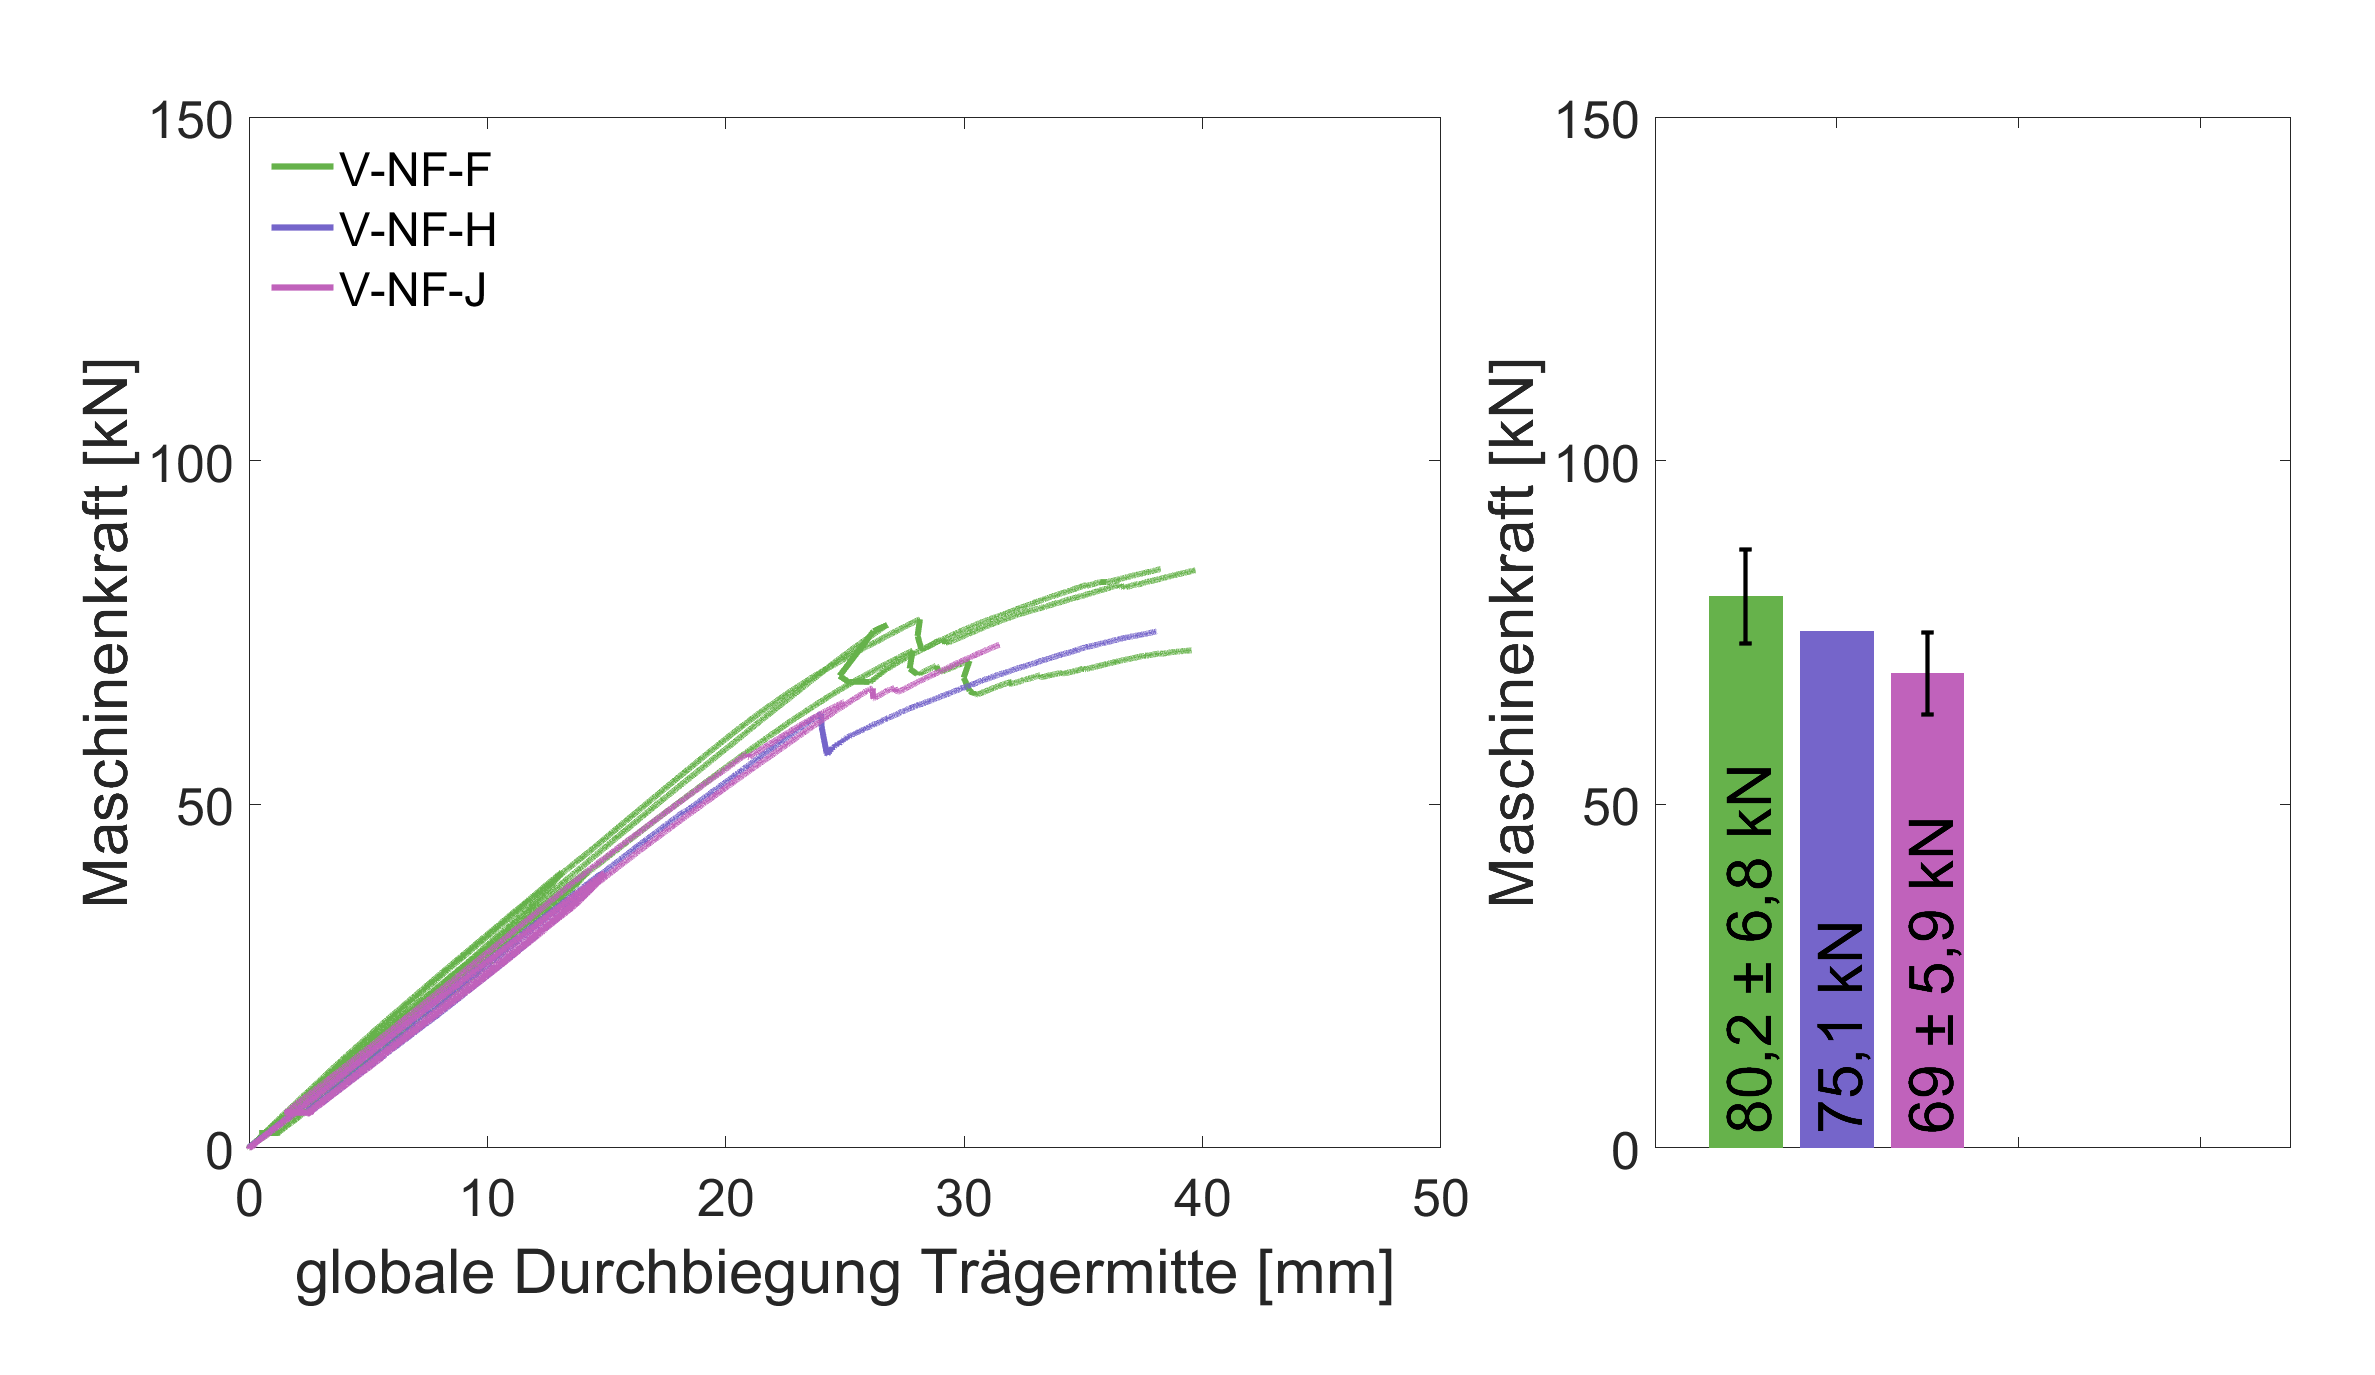 150
100
50
0
Maschinenkraft [kN]
V-NF-F
V-NF-H
V-NF-J
0 10 20 30 40 50
globale Durchbiegung Trägermitte [mm]
150
100
50
0
Maschinenkraft [kN]
80,2 ± 6,8 kN
75,1 kN
69 ± 5,9 kN